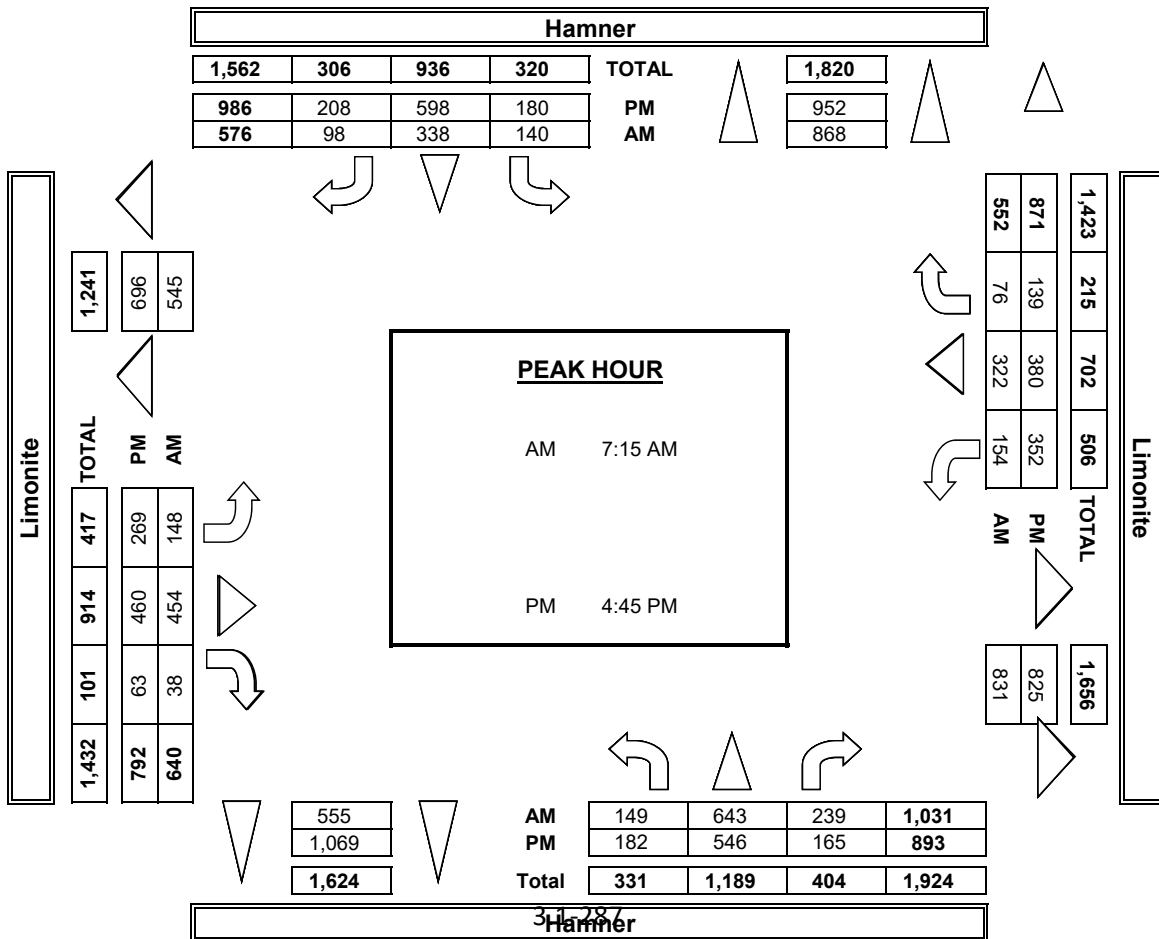 Hamner
1,562 306 936 320 TOTAL 1,820
986 208 598 180 PM 952
576 98 338 140 AM 868
Limonite
1,241
696
545
TOTAL 417 914 101 1,432
PM 269 460 63 792
AM 148 454 38 640
PEAK HOUR
AM 7:15 AM
PM 4:45 PM
1,423 215 702 506 TOTAL
871 139 380 352 PM
552 76 322 154 AM
1,656
825
831
Limonite
555 AM 149 643 239 1,031
1,069 PM 182 546 165 893
1,624 Total 331 1,189 404 1,924
3.1-287
Hamner